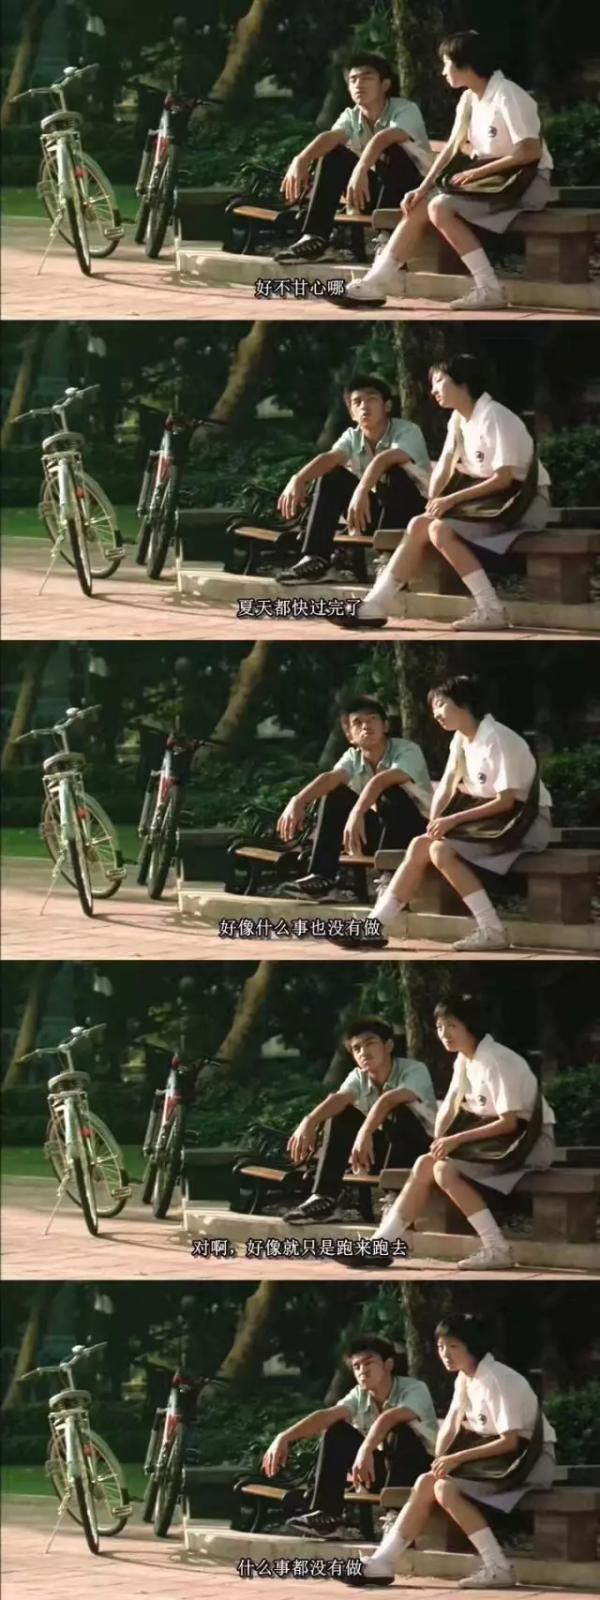 好不甘心哪
夏天都快过完了
好像什么事也没有做
对啊，好像就只是跑来跑去
什么事都没有做